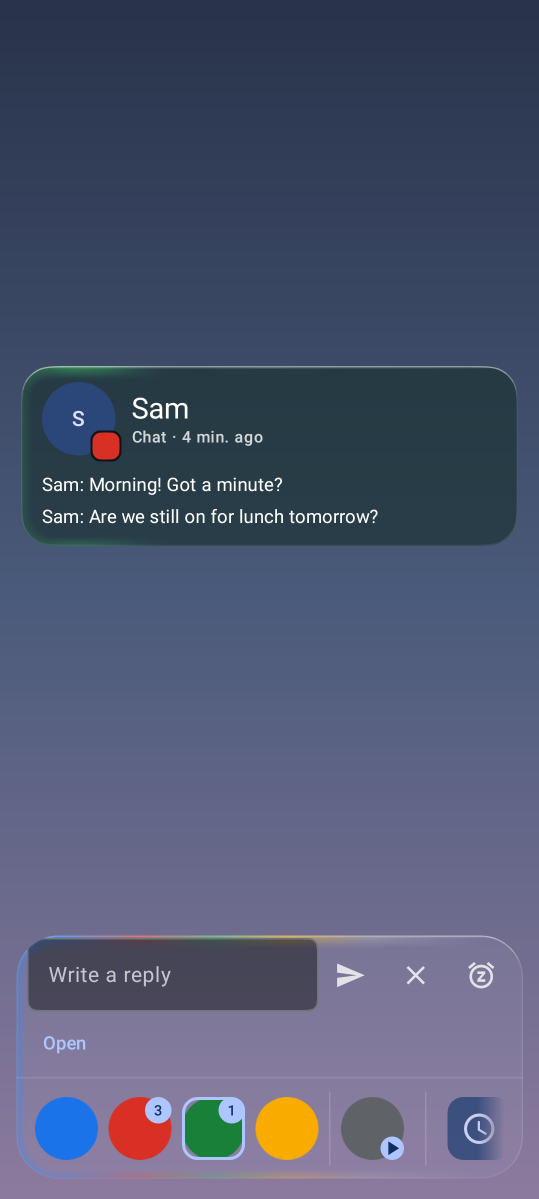 S
Sam
Chat · 4 min. ago
Sam: Morning! Got a minute?
Sam: Are we still on for lunch tomorrow?
Write a reply
Open
3
1